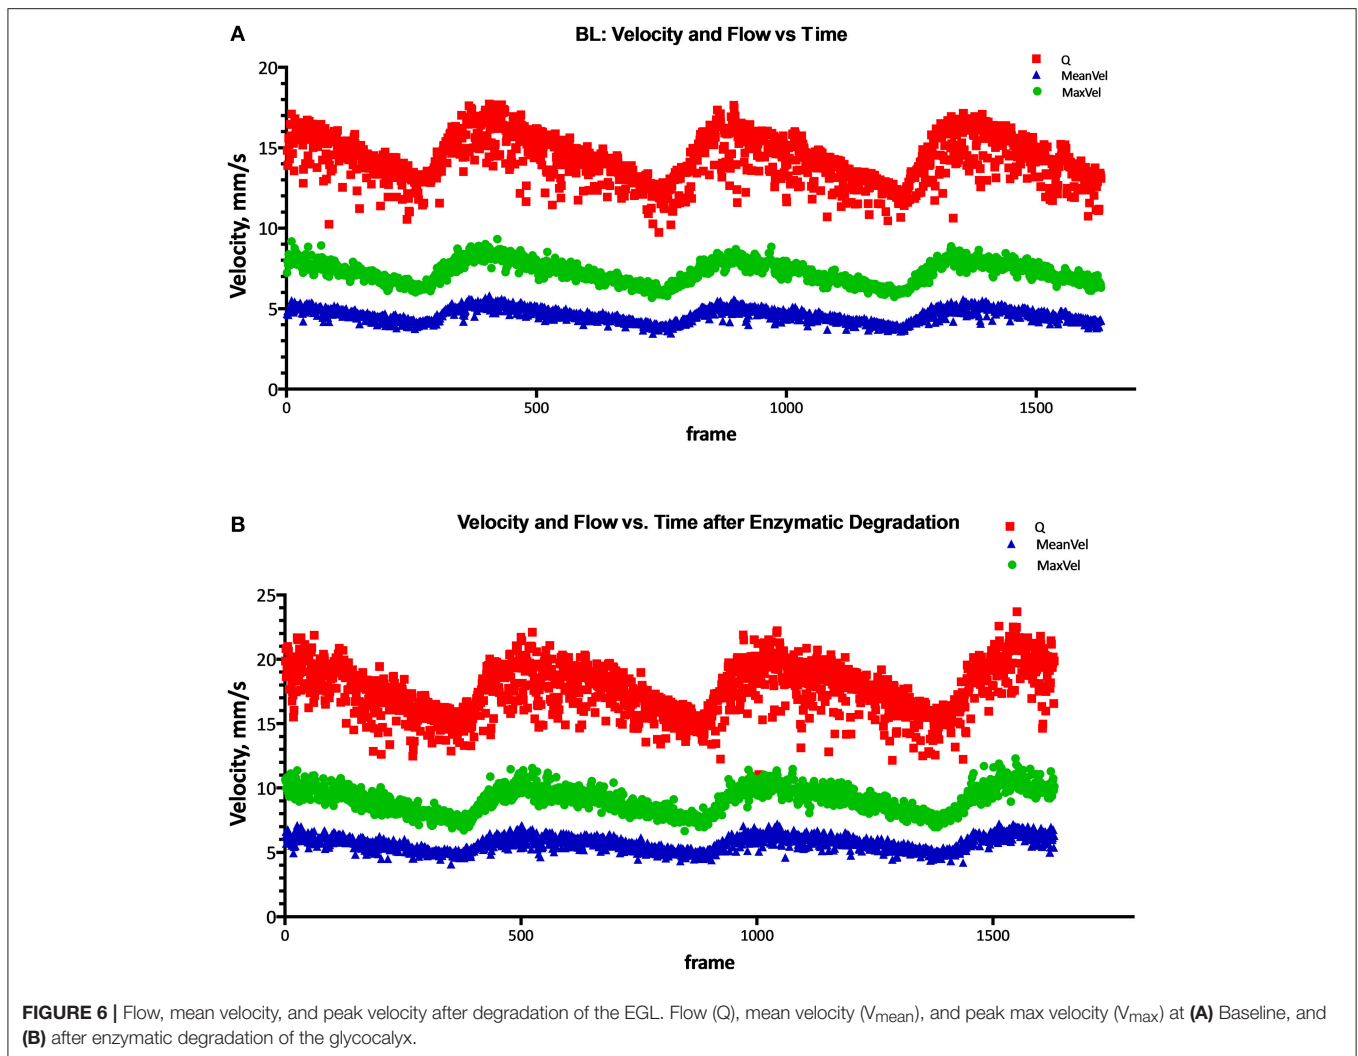 A
BL: Velocity and Flow vs Time
Q
MeanVel
MaxVel
20
15
10
5
0
Velocity, mm/s
0 500 1000 1500
frame
B
Velocity and Flow vs. Time after Enzymatic Degradation
Q
MeanVel
MaxVel
25
20
15
10
5
0
Velocity, mm/s
0 500 1000 1500
frame
FIGURE 6 | Flow, mean velocity, and peak velocity after degradation of the EGL. Flow (Q), mean velocity (Vmean), and peak max velocity (Vmax) at (A) Baseline, and
(B) after enzymatic degradation of the glycocalyx.